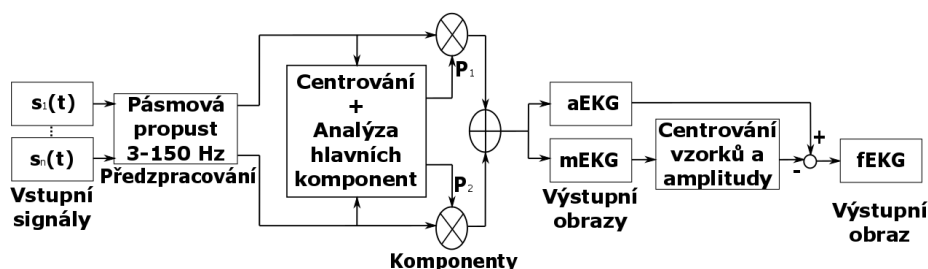 s₁(t)
sₙ(t)
Vstupní
signály
Pásmová
propust
3-150 Hz
Předzpracování
Centrování
+
Analýza
hlavních
komponent
P₁
P₂
Komponenty
aEKG
mEKG
Výstupní
obrazy
Centrování
vzorků a
amplitudy
+
-
fEKG
Výstupní
obraz